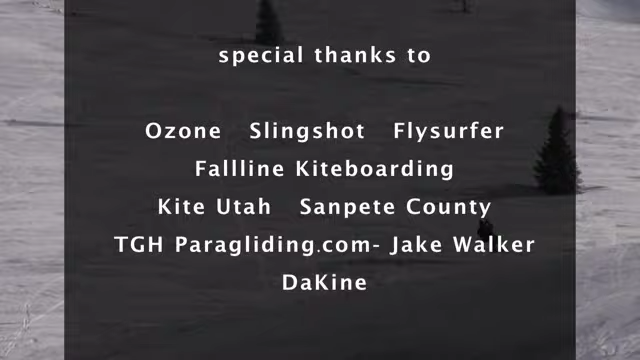 special thanks to
Ozone Slingshot Flysurfer
Fallline Kiteboarding
Kite Utah Sanpete County
TGH Paragliding.com- Jake Walker
DaKine